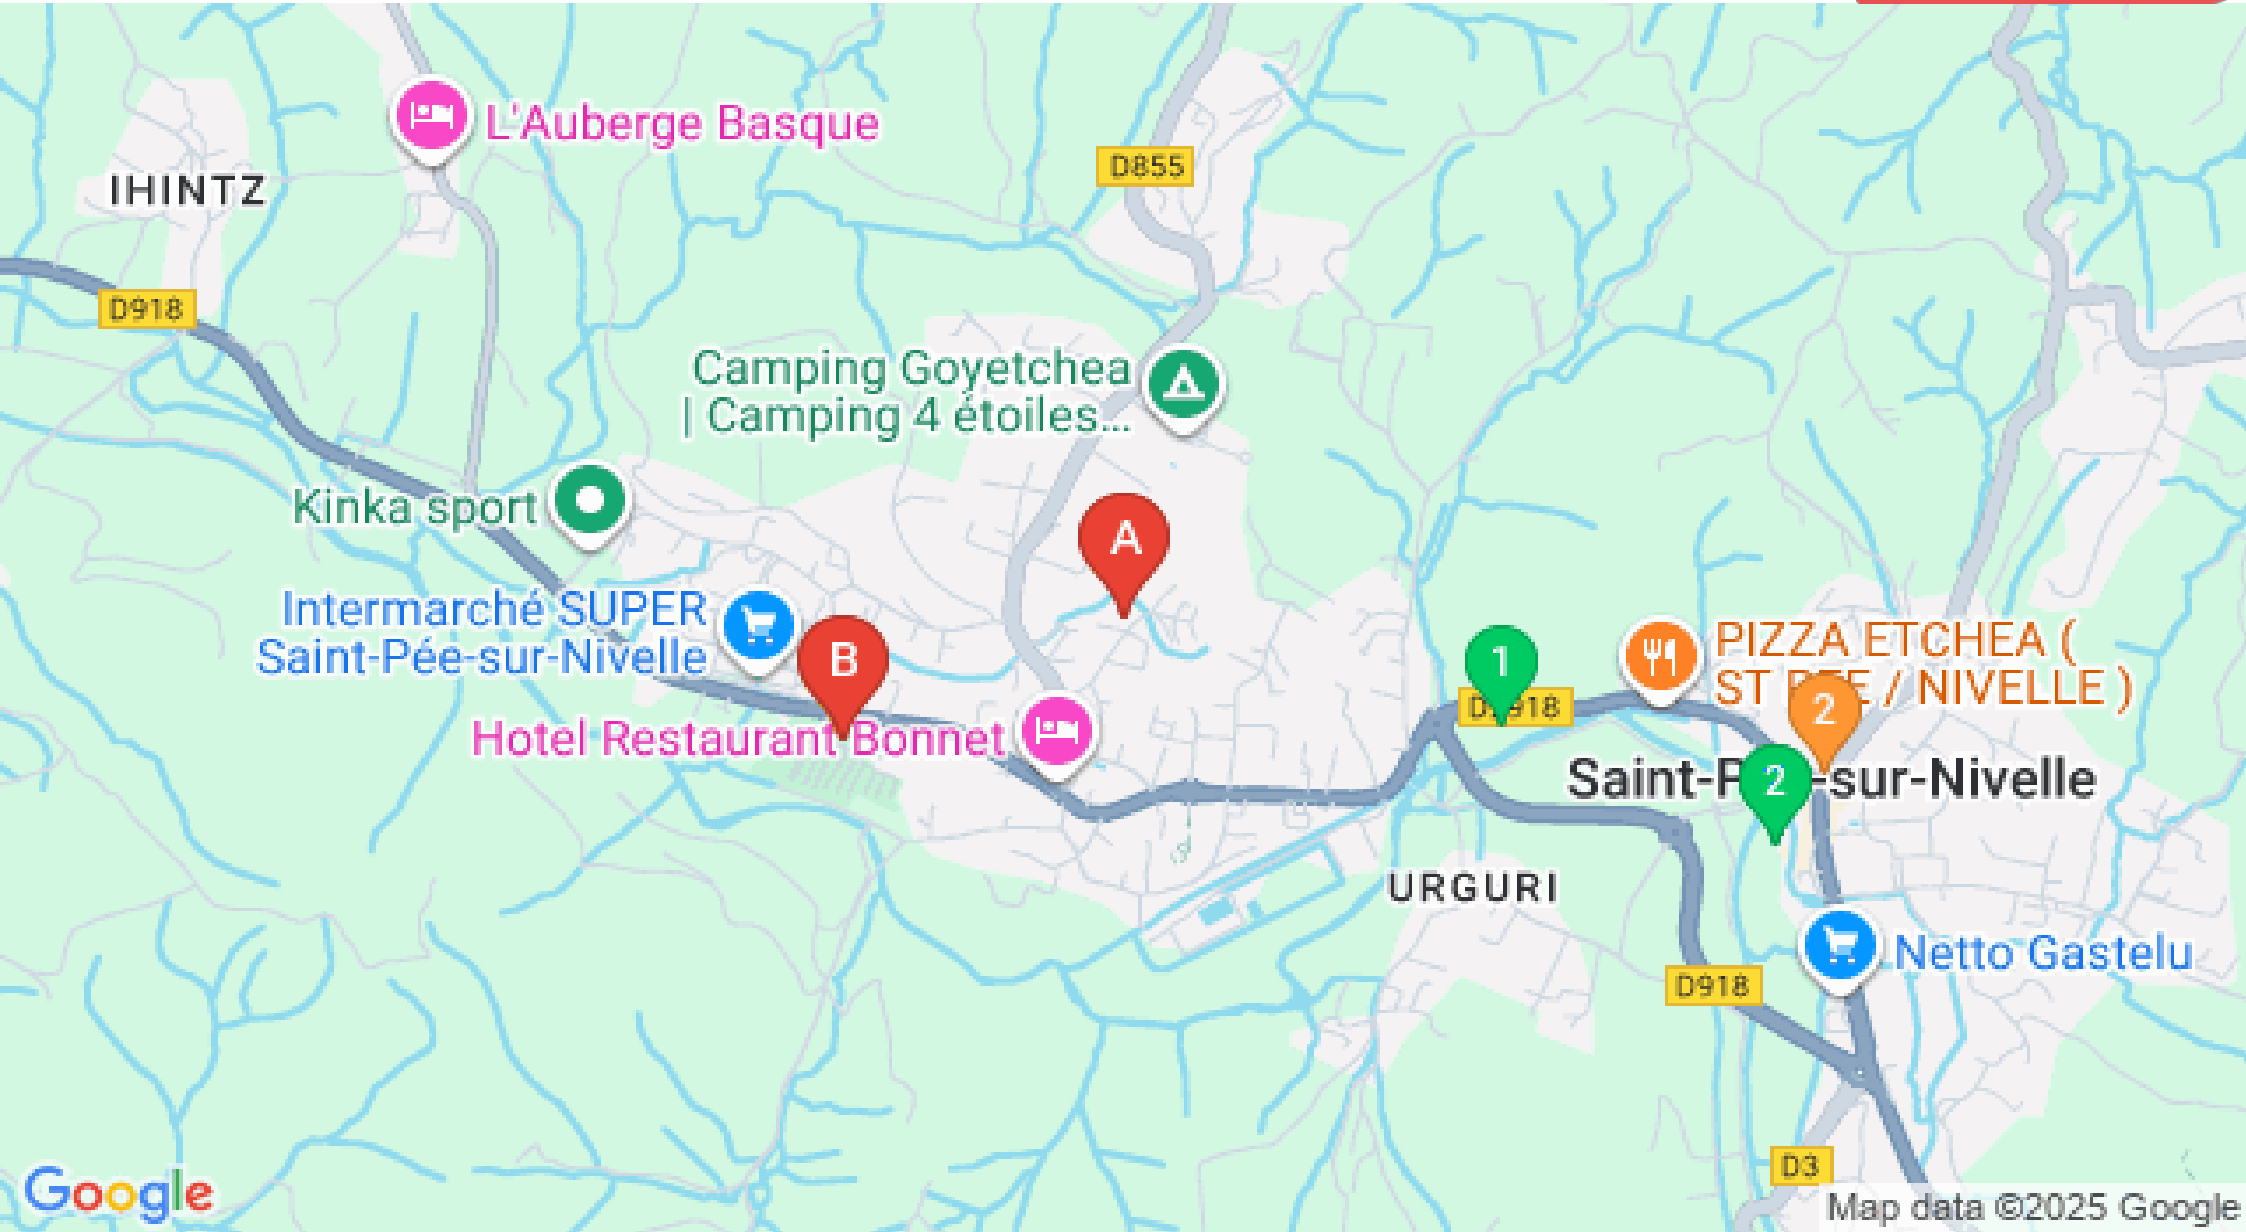 L'Auberge Basque
D855
IHINTZ
D918
Camping Goyetchea
| Camping 4 étoiles...
Kinka sport
A
Intermarché SUPER
Saint-Pée-sur-Nivelle
B
1
PIZZA ETCHEA (
ST / NIVELLE )
918
2
Hotel Restaurant Bonnet
2
-sur-Nivelle
URGURI
Netto Gastelu
D918
D3
Google
Map data ©2025 Google